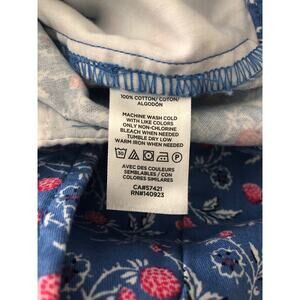 100% COTTON/ COTON/
ALGODÓN
MACHINE WASH COLD
WITH LIKE COLORS
ONLY NON-CHLORINE
BLEACH WHEN NEEDED
TUMBLE DRY LOW
WARM IRON WHEN NEEDED
AVEC DES COULEURS
SEMBLABLES / CON
COLORES SIMILARES
CA#57421
RN#140923